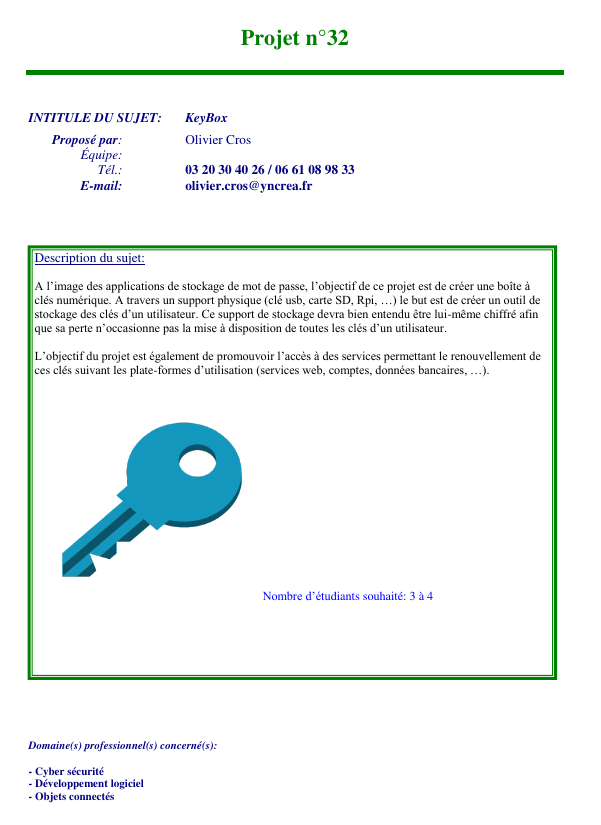 Projet n°32
INTITULE DU SUJET: KeyBox
Proposé par: Olivier Cros
Équipe:
Tél.: 03 20 30 40 26 / 06 61 08 98 33
E-mail: olivier.cros@yncrea.fr
Description du sujet:
A l’image des applications de stockage de mot de passe, l’objectif de ce projet est de créer une boîte à
clés numérique. A travers un support physique (clé usb, carte SD, Rpi, …) le but est de créer un outil de
stockage des clés d’un utilisateur. Ce support de stockage devra bien entendu être lui-même chiffré afin
que sa perte n’occasionne pas la mise à disposition de toutes les clés d’un utilisateur.
L’objectif du projet est également de promouvoir l’accès à des services permettant le renouvellement de
ces clés suivant les plate-formes d’utilisation (services web, comptes, données bancaires, …).
Nombre d’étudiants souhaité: 3 à 4
Domaine(s) professionnel(s) concerné(s):
- Cyber sécurité
- Développement logiciel
- Objets connectés